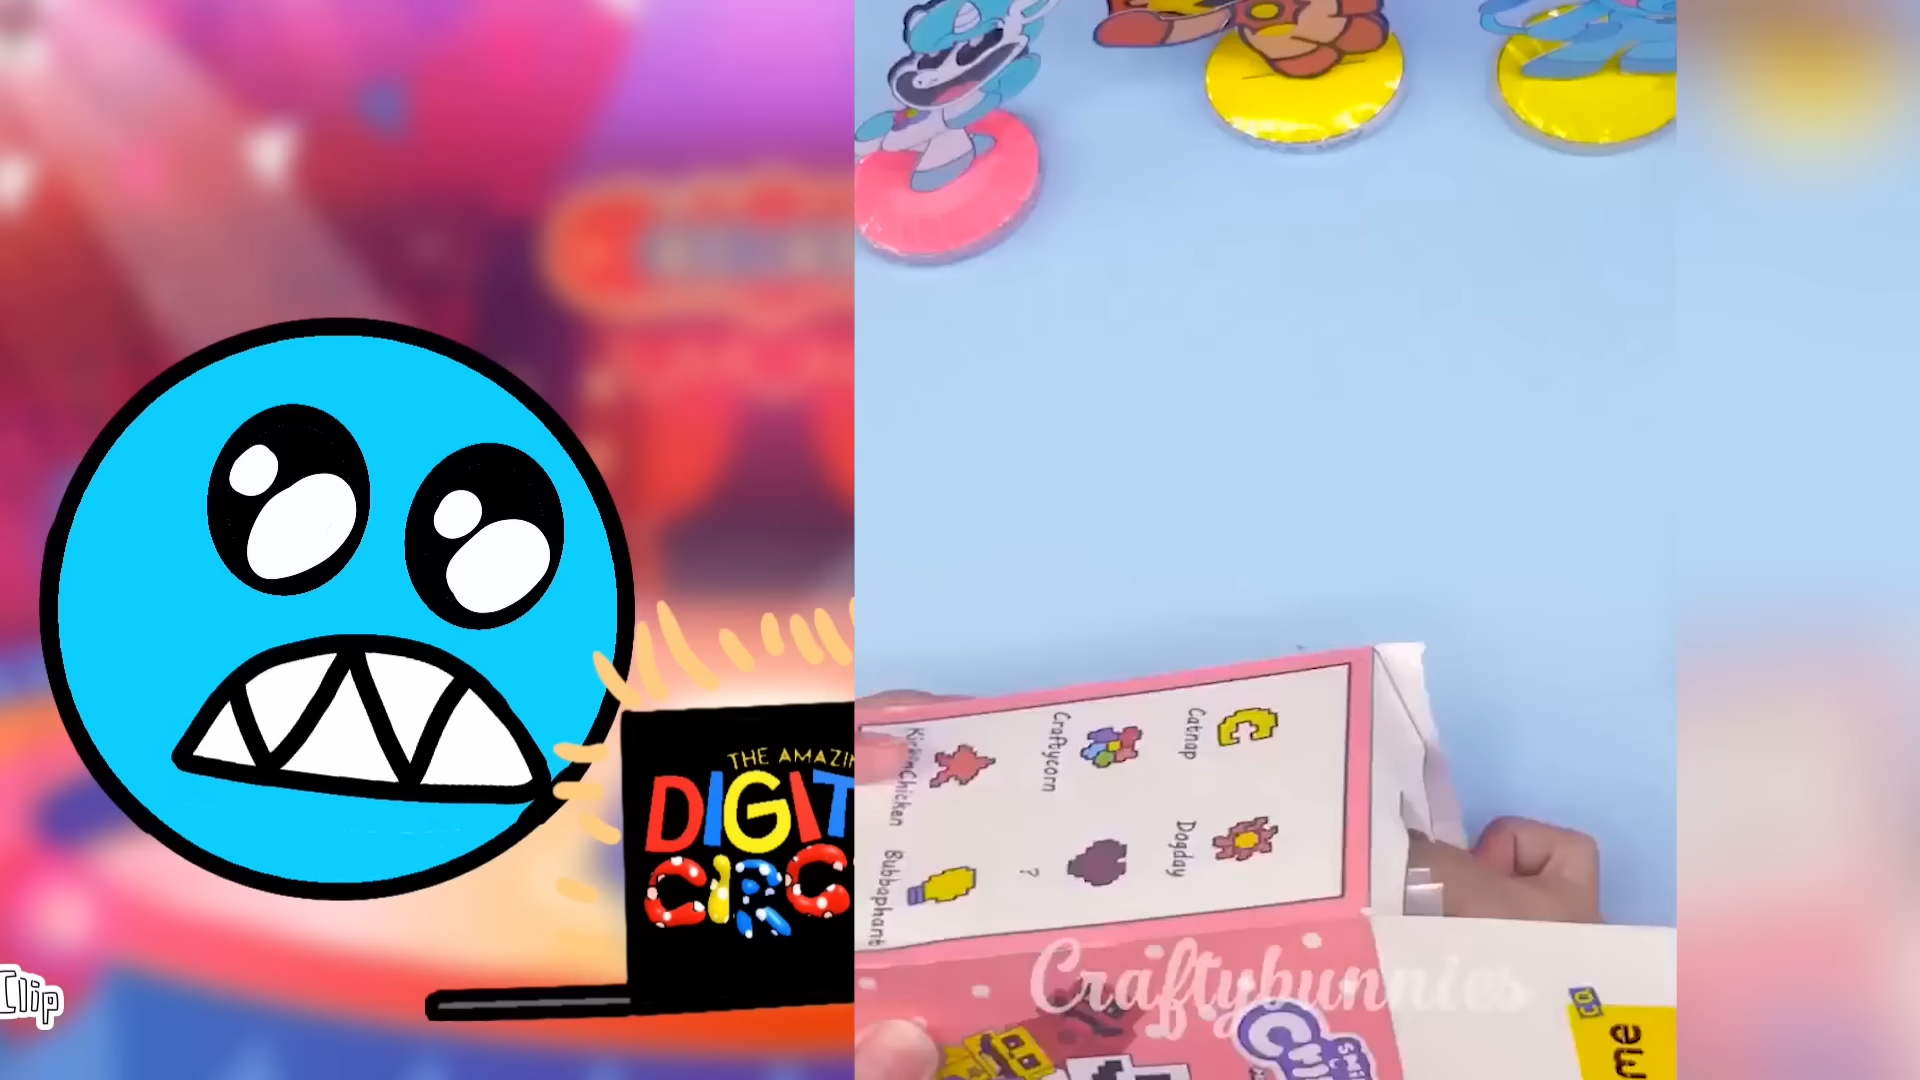 Clip
THE AMAZIN
DIGIT
CIRC
Catnap
Craftycorn
KickinChicken
Dogday
?
Bubbaphant
Craftybunnies
me